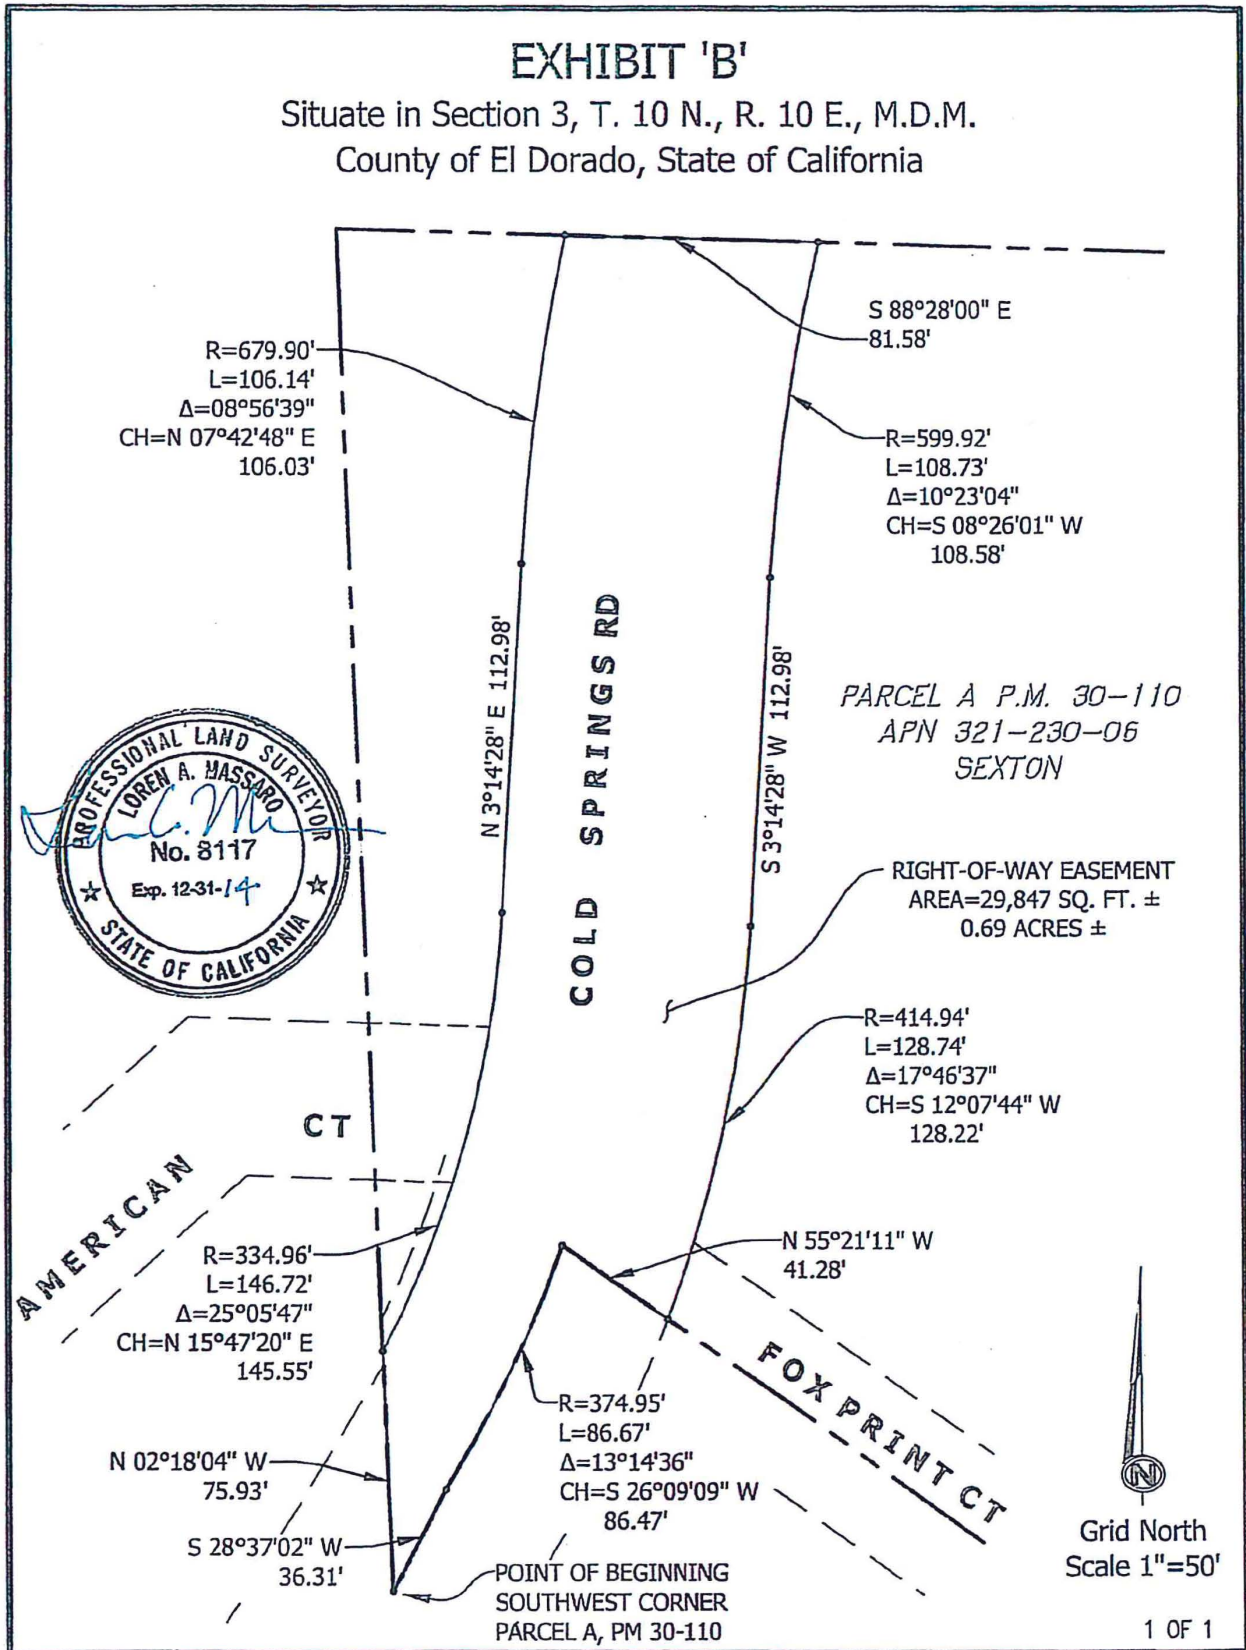 EXHIBIT 'B'
Situate in Section 3, T. 10 N., R. 10 E., M.D.M.
County of El Dorado, State of California
S 88°28'00" E
81.58'
R=679.90'
L=106.14'
Δ=08°56'39"
CH=N 07°42'48" E
106.03'
R=599.92'
L=108.73'
Δ=10°23'04"
CH=S 08°26'01" W
108.58'
N 3°14'28" E 112.98'
COLD SPRINGS RD
S 3°14'28" W 112.98'
PARCEL A P.M. 30-110
APN 321-230-06
SEXTON
PROFESSIONAL LAND SURVEYOR
LOREN A. MASSARO
No. 8117
Exp. 12-31-14
STATE OF CALIFORNIA
RIGHT-OF-WAY EASEMENT
AREA=29,847 SQ. FT. ±
0.69 ACRES ±
R=414.94'
L=128.74'
Δ=17°46'37"
CH=S 12°07'44" W
128.22'
AMERICAN CT
R=334.96'
L=146.72'
Δ=25°05'47"
CH=N 15°47'20" E
145.55'
N 55°21'11" W
41.28'
FOX PRINT CT
R=374.95'
L=86.67'
Δ=13°14'36"
CH=S 26°09'09" W
86.47'
N 02°18'04" W
75.93'
S 28°37'02" W
36.31'
POINT OF BEGINNING
SOUTHWEST CORNER
PARCEL A, PM 30-110
N
Grid North
Scale 1"=50'
1 OF 1